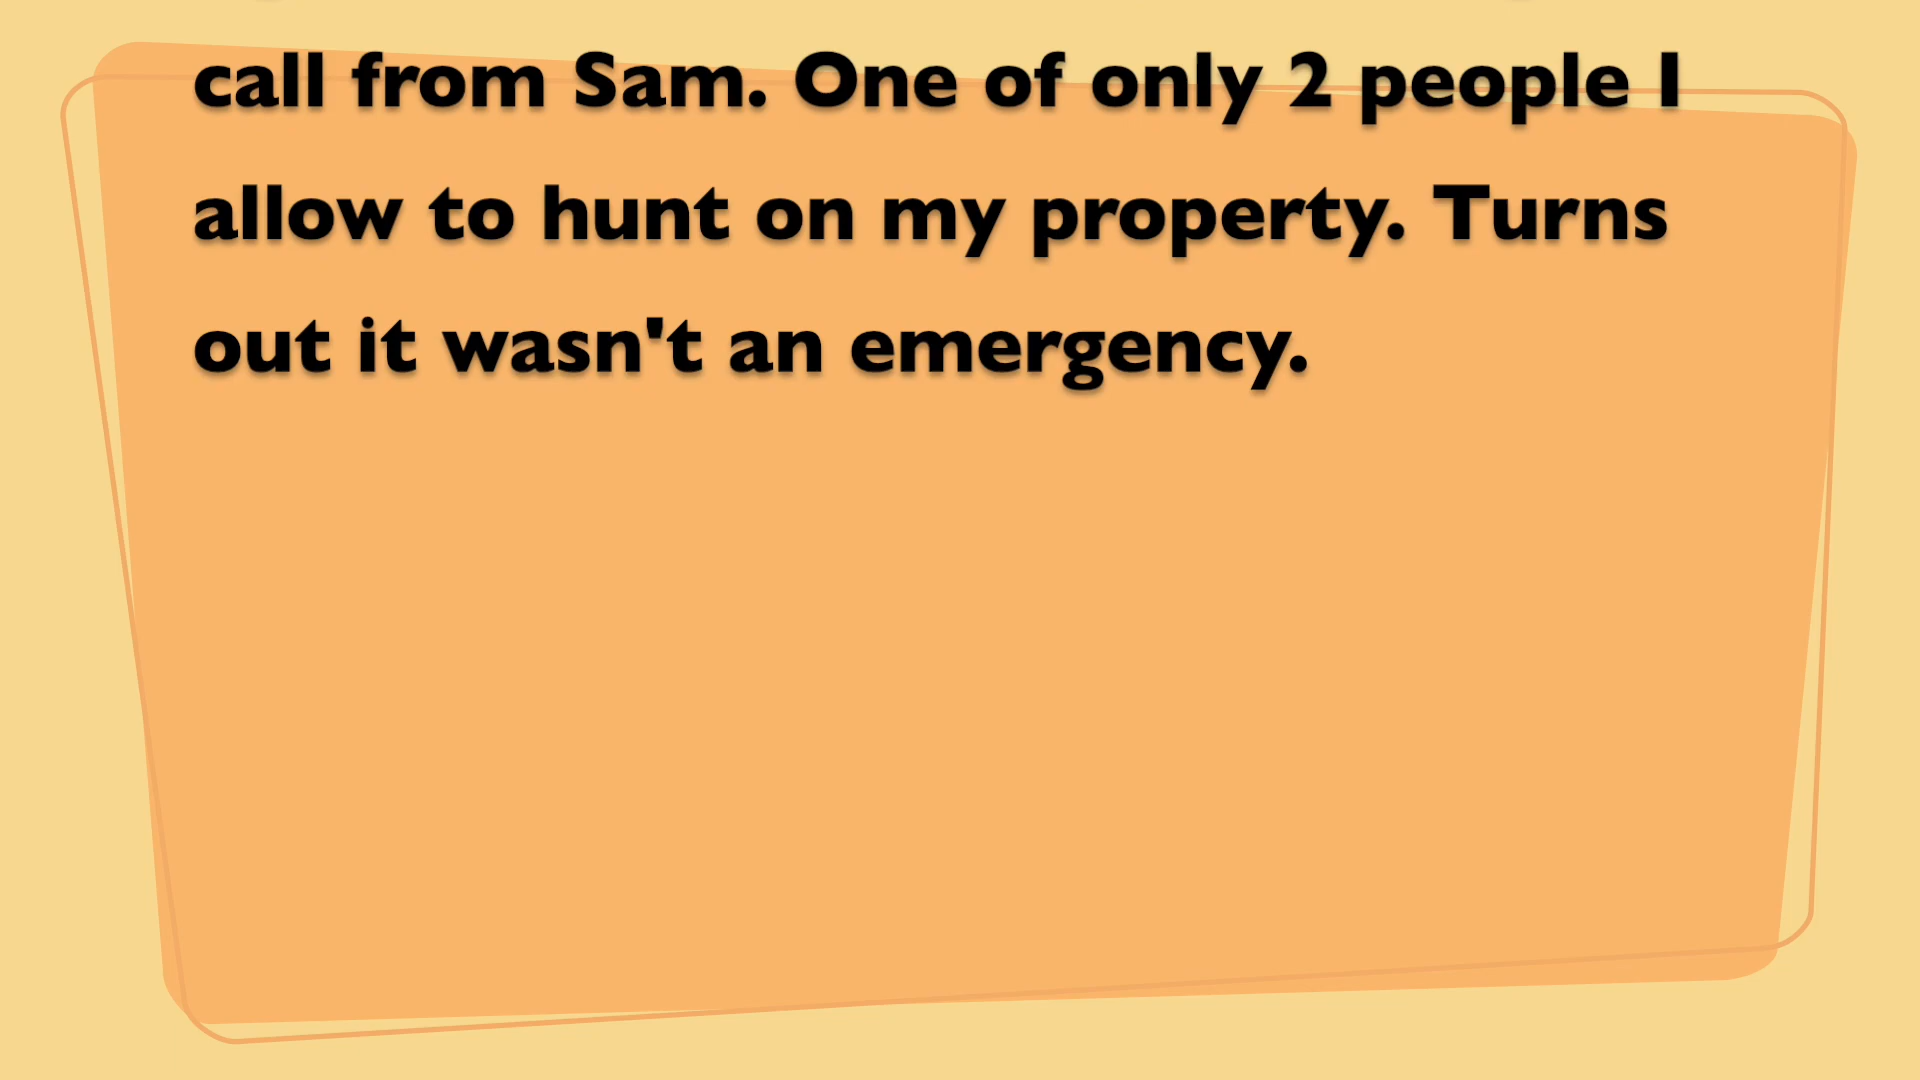 call from Sam. One of only 2 people I
allow to hunt on my property. Turns
out it wasn't an emergency.